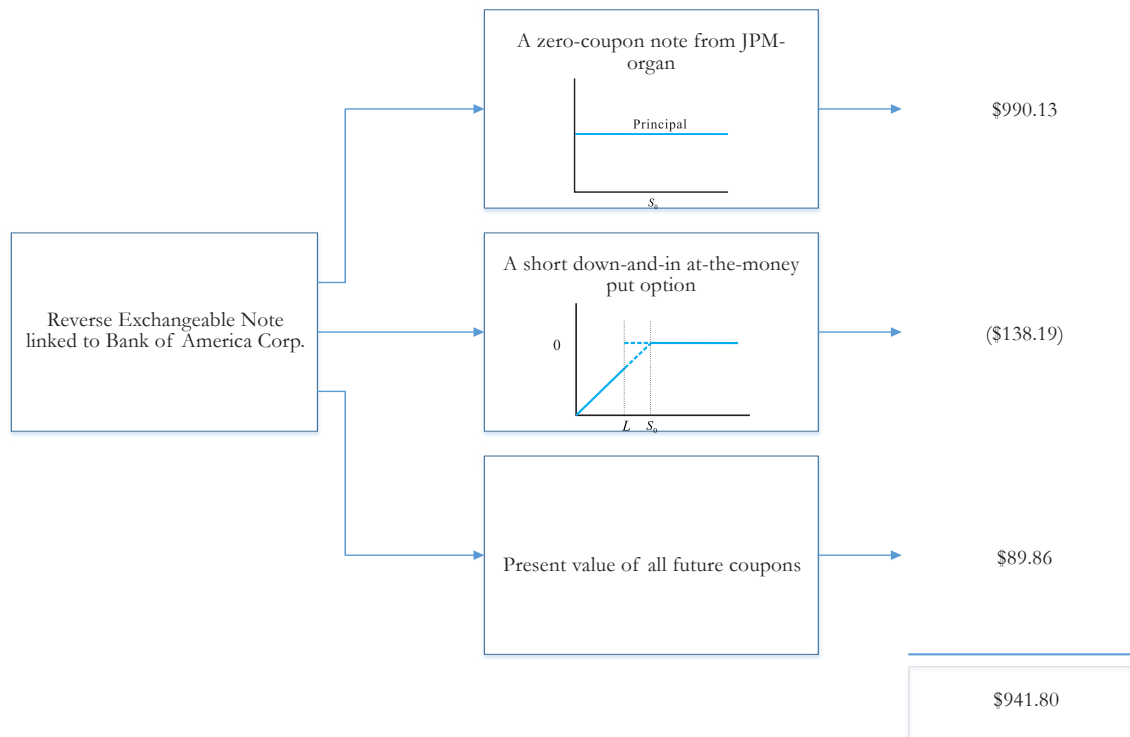 A zero-coupon note from JPM-
organ
Principal
S₀
$990.13
Reverse Exchangeable Note
linked to Bank of America Corp.
A short down-and-in at-the-money
put option
0
L S₀
($138.19)
Present value of all future coupons
$89.86
$941.80